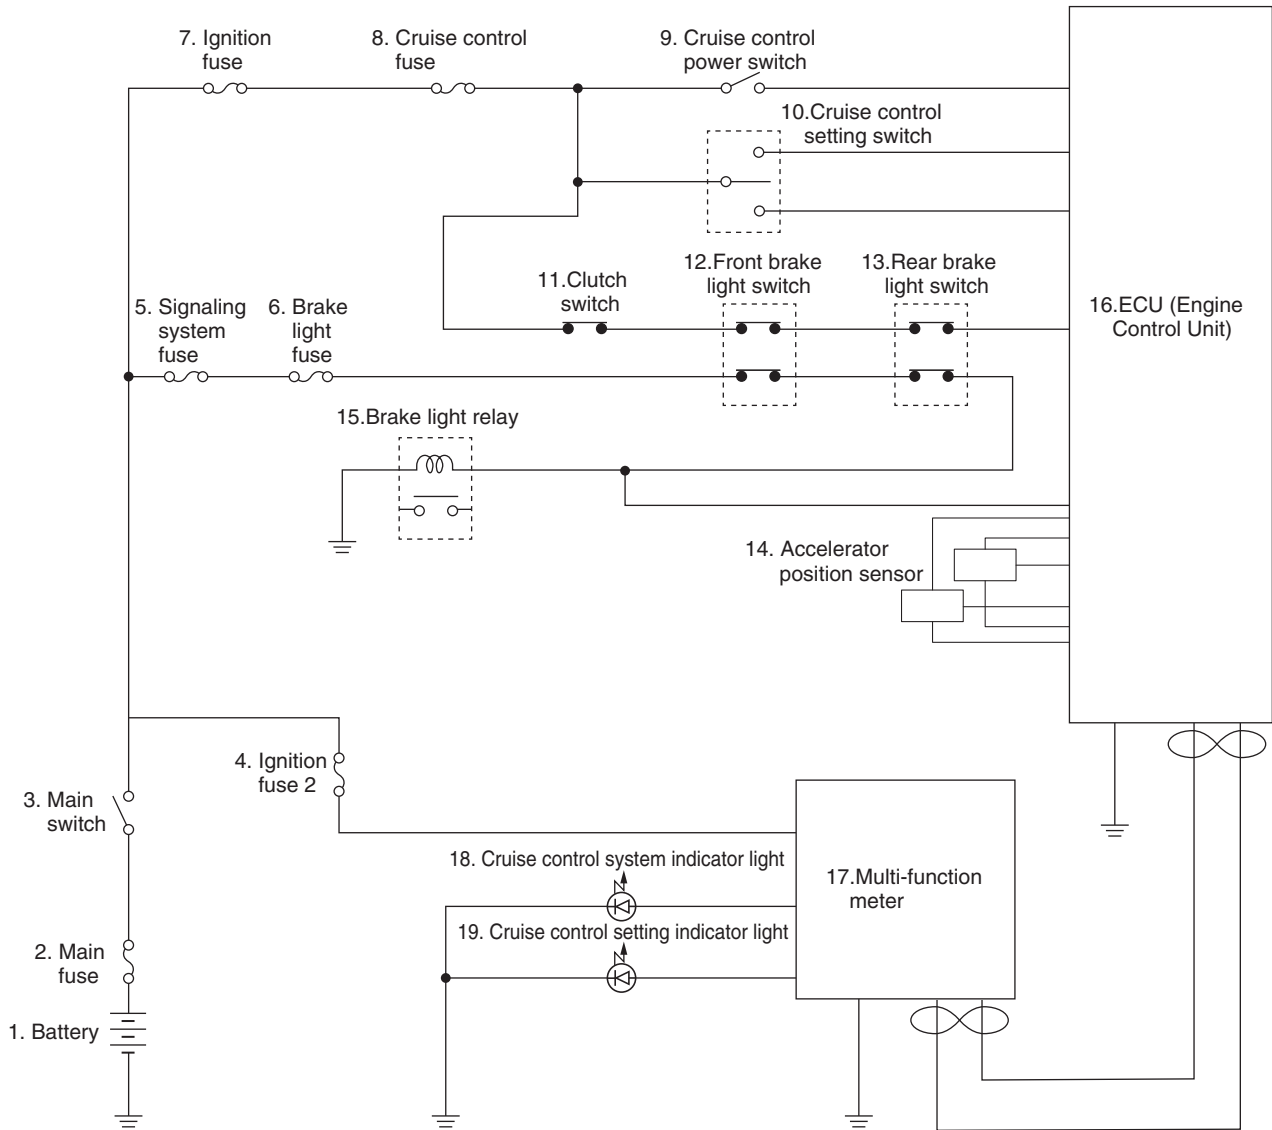 7. Ignition
fuse
8. Cruise control
fuse
9. Cruise control
power switch
10.Cruise control
setting switch
11.Clutch
switch
12.Front brake
light switch
13.Rear brake
light switch
5. Signaling
system
fuse
6. Brake
light
fuse
16.ECU (Engine
Control Unit)
15.Brake light relay
14. Accelerator
position sensor
4. Ignition
fuse 2
3. Main
switch
18. Cruise control system indicator light
17.Multi-function
meter
19. Cruise control setting indicator light
2. Main
fuse
1. Battery